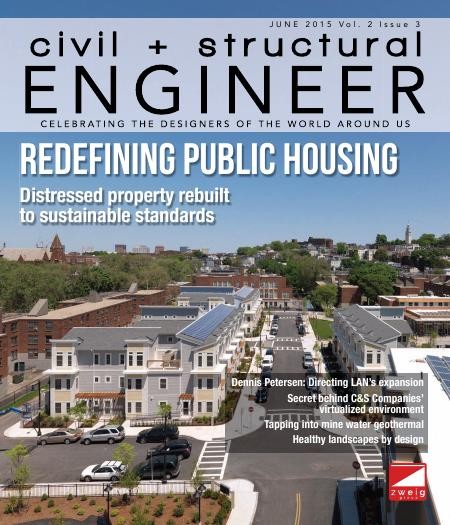 JUNE 2015 Vol. 2 Issue 3
civil + structural
ENGINEER
CELEBRATING THE DESIGNERS OF THE WORLD AROUND US
REDEFINING PUBLIC HOUSING
Distressed property rebuilt
to sustainable standards
Dennis Petersen: Directing LAN's expansion
Secret behind C&S Companies'
virtualized environment
Tapping into mine water geothermal
Healthy landscapes by design
zweig
group